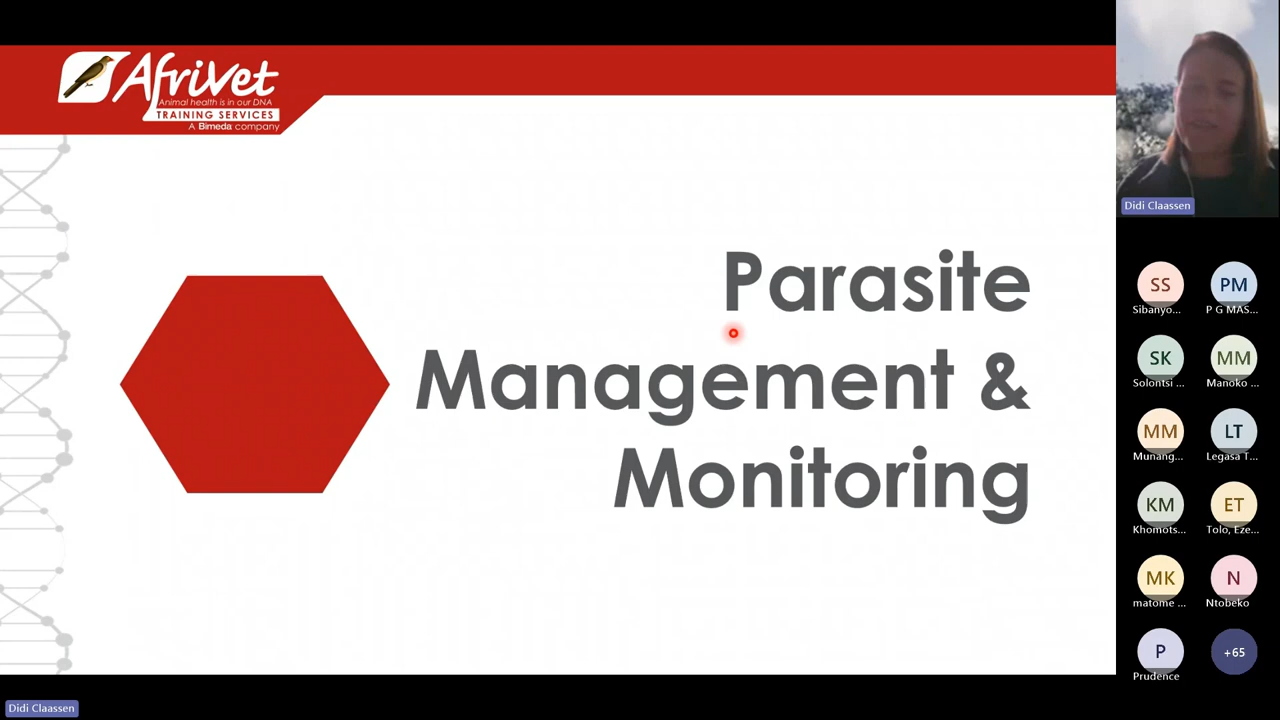 AfriVet
Animal health is in our DNA
TRAINING SERVICES
A Bimeda company
Parasite
Management &
Monitoring
Didi Claassen
SS
PM
Sibanyo...
P G MAS...
SK
MM
Solontsi ...
Manoko ...
MM
LT
Munang...
Legasa T...
KM
ET
Khomots...
Tolo, Eze...
MK
N
matome ...
Ntobeko
P
+65
Prudence
Didi Claassen